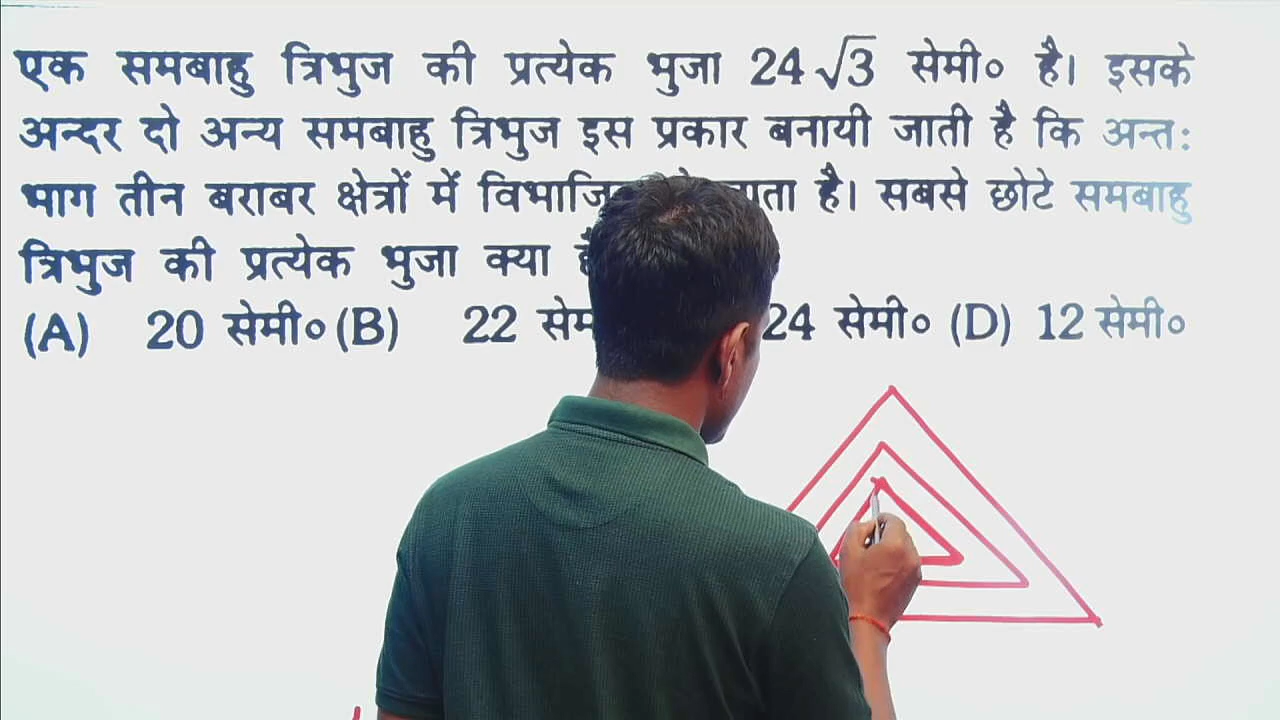 एक समबाहु त्रिभुज की प्रत्येक भुजा 24√3 सेमी० है। इसके
अन्दर दो अन्य समबाहु त्रिभुज इस प्रकार बनायी जाती है कि अन्तः
भाग तीन बराबर क्षेत्रों में है। सबसे छोटे समबाहु
त्रिभुज की प्रत्येक भुजा क्या
(A) 20 सेमी० (B) 22 24 सेमी० (D) 12 सेमी०